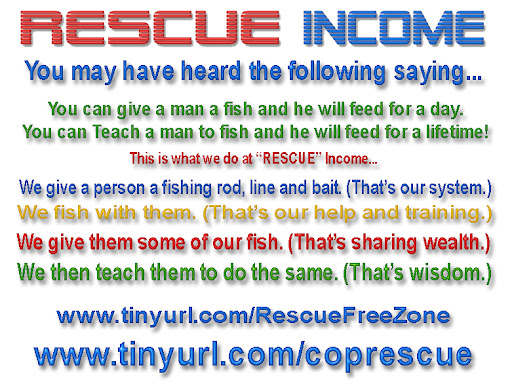 RESCUE INCOME
You may have heard the following saying...
You can give a man a fish and he will feed for a day.
You can Teach a man to fish and he will feed for a lifetime!
This is what we do at “RESCUE” Income...
We give a person a fishing rod, line and bait. (That’s our system.)
We fish with them. (That’s our help and training.)
We give them some of our fish. (That’s sharing wealth.)
We then teach them to do the same. (That’s wisdom.)
www.tinyurl.com/RescueFreeZone
www.tinyurl.com/coprescue